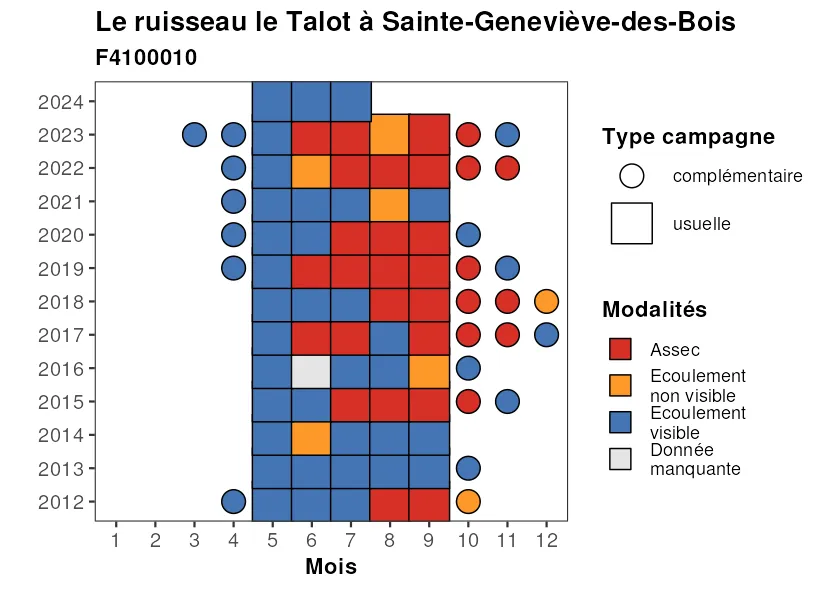 Le ruisseau le Talot à Sainte-Geneviève-des-Bois
F4100010
2024
2023
2022
2021
2020
2019
2018
2017
2016
2015
2014
2013
2012
1 2 3 4 5 6 7 8 9 10 11 12
Mois
Type campagne
complémentaire
usuelle
Modalités
Assec
Ecoulement
non visible
Ecoulement
visible
Donnée
manquante